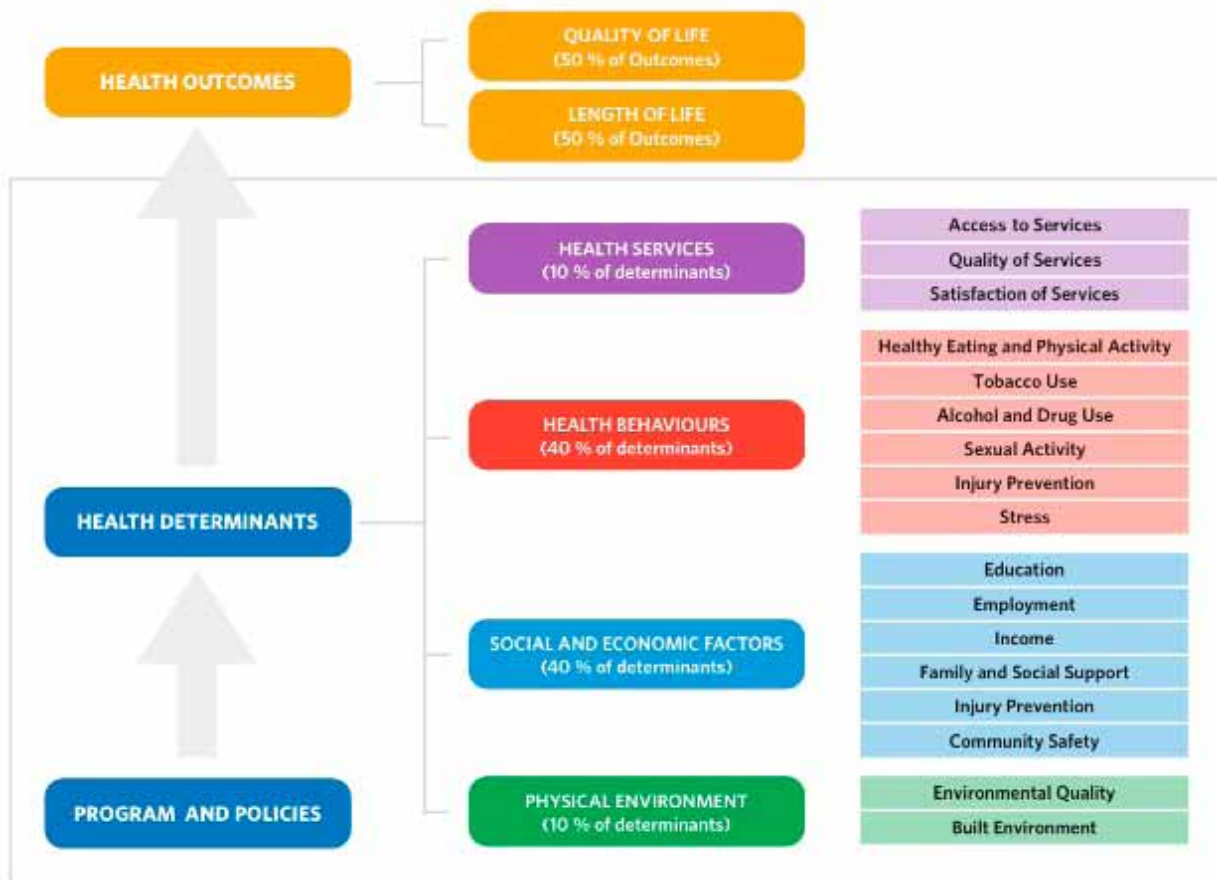 HEALTH OUTCOMES
QUALITY OF LIFE
(50 % of Outcomes)
LENGTH OF LIFE
(50 % of Outcomes)
HEALTH DETERMINANTS
PROGRAM AND POLICIES
HEALTH SERVICES
(10 % of determinants)
Access to Services
Quality of Services
Satisfaction of Services
HEALTH BEHAVIOURS
(40 % of determinants)
Healthy Eating and Physical Activity
Tobacco Use
Alcohol and Drug Use
Sexual Activity
Injury Prevention
Stress
SOCIAL AND ECONOMIC FACTORS
(40 % of determinants)
Education
Employment
Income
Family and Social Support
Injury Prevention
Community Safety
PHYSICAL ENVIRONMENT
(10 % of determinants)
Environmental Quality
Built Environment